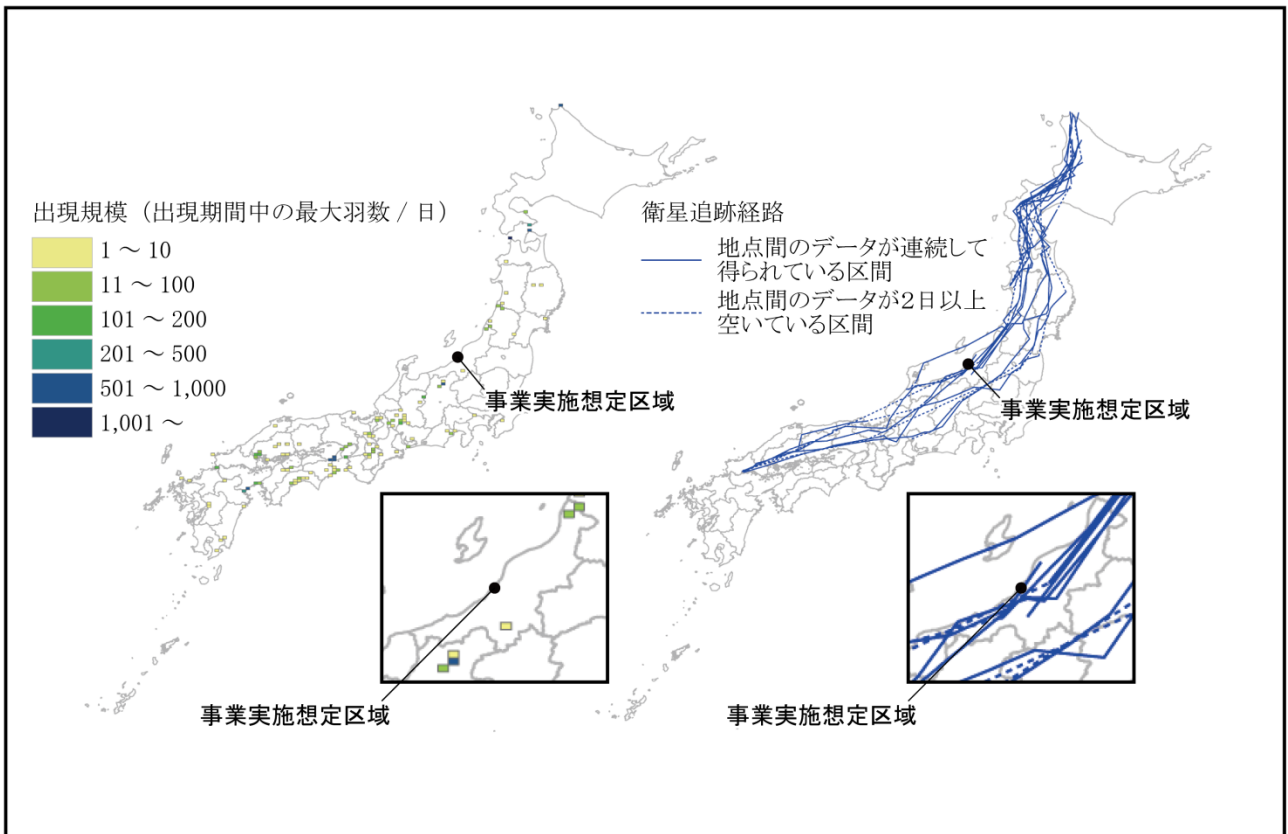 出現規模（出現期間中の最大羽数 / 日）
1 ～ 10
11 ～ 100
101 ～ 200
201 ～ 500
501 ～ 1,000
1,001 ～
事業実施想定区域
事業実施想定区域
衛星追跡経路
地点間のデータが連続して
得られている区間
地点間のデータが2日以上
空いている区間
事業実施想定区域
事業実施想定区域